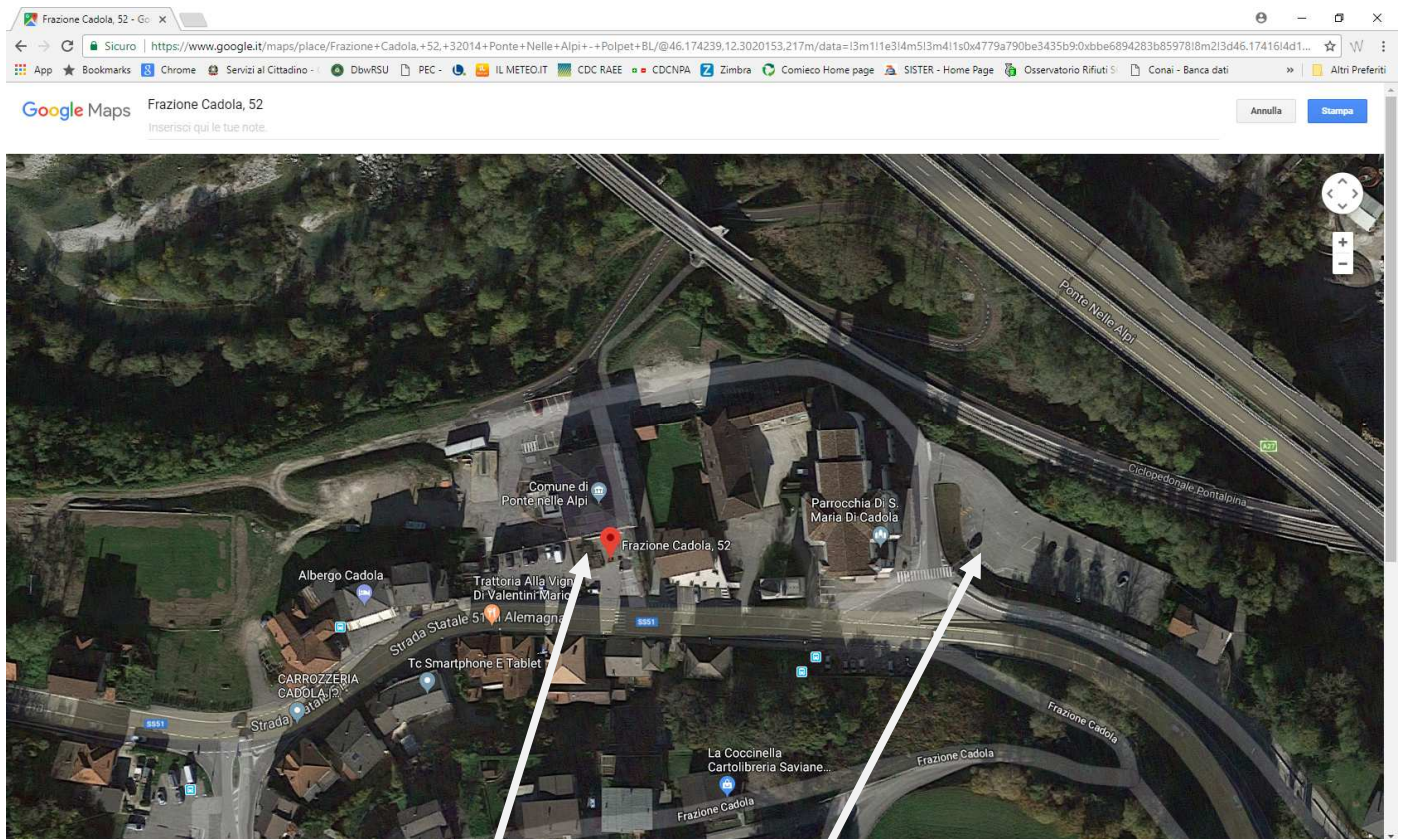 Frazione Cadola, 52 - Go
Sicuro | https://www.google.it/maps/place/Frazione+Cadola,+52,+32014+Ponte+Nelle+Alpi+-+Polpet+BL/@46.174239,12.3020153,217m/data=!3m1!1e3!4m5!3m4!1s0x4779a790be3435b9:0xbbe6894283b85978!8m2!3d46.17416!4d1...
App Bookmarks Chrome Servizi al Cittadino - DbwRSU PEC - IL METEO.IT CDC RAEE CDCNPA Zimbra Comieco Home page SISTER - Home Page Osservatorio Rifiuti Conai - Banca dati » Altri Preferiti
Google Maps
Frazione Cadola, 52
Inserisci qui le tue note.
Annulla
Stampa
Ponte Nelle Alpi
A27
Ciclopedonale Pontalpina
Comune di
Ponte nelle Alpi
Parrocchia Di S.
Maria Di Cadola
Frazione Cadola, 52
Albergo Cadola
Trattoria Alla Vigna
Di Valentini Mario
Strada Statale 51 di Alemagna
SS51
Tc Smartphone E Tablet
CARROZZERIA
CADOLA
Strada Statale
SS51
Frazione Cadola
La Coccinella
Cartolibreria Saviane...
Frazione Cadola
Frazione Cadola